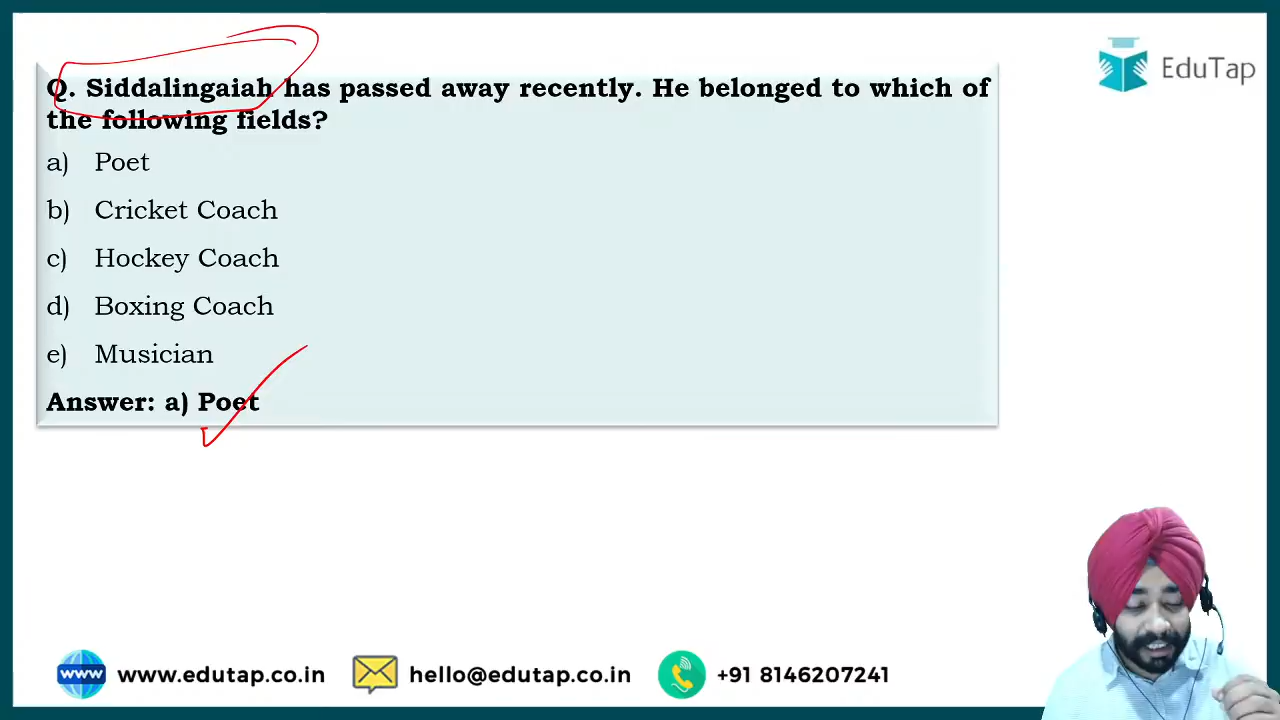 EduTap
Q. Siddalingaiah has passed away recently. He belonged to which of
the following fields?
a) Poet
b) Cricket Coach
c) Hockey Coach
d) Boxing Coach
e) Musician
Answer: a) Poet
www www.edutap.co.in hello@edutap.co.in +91 8146207241